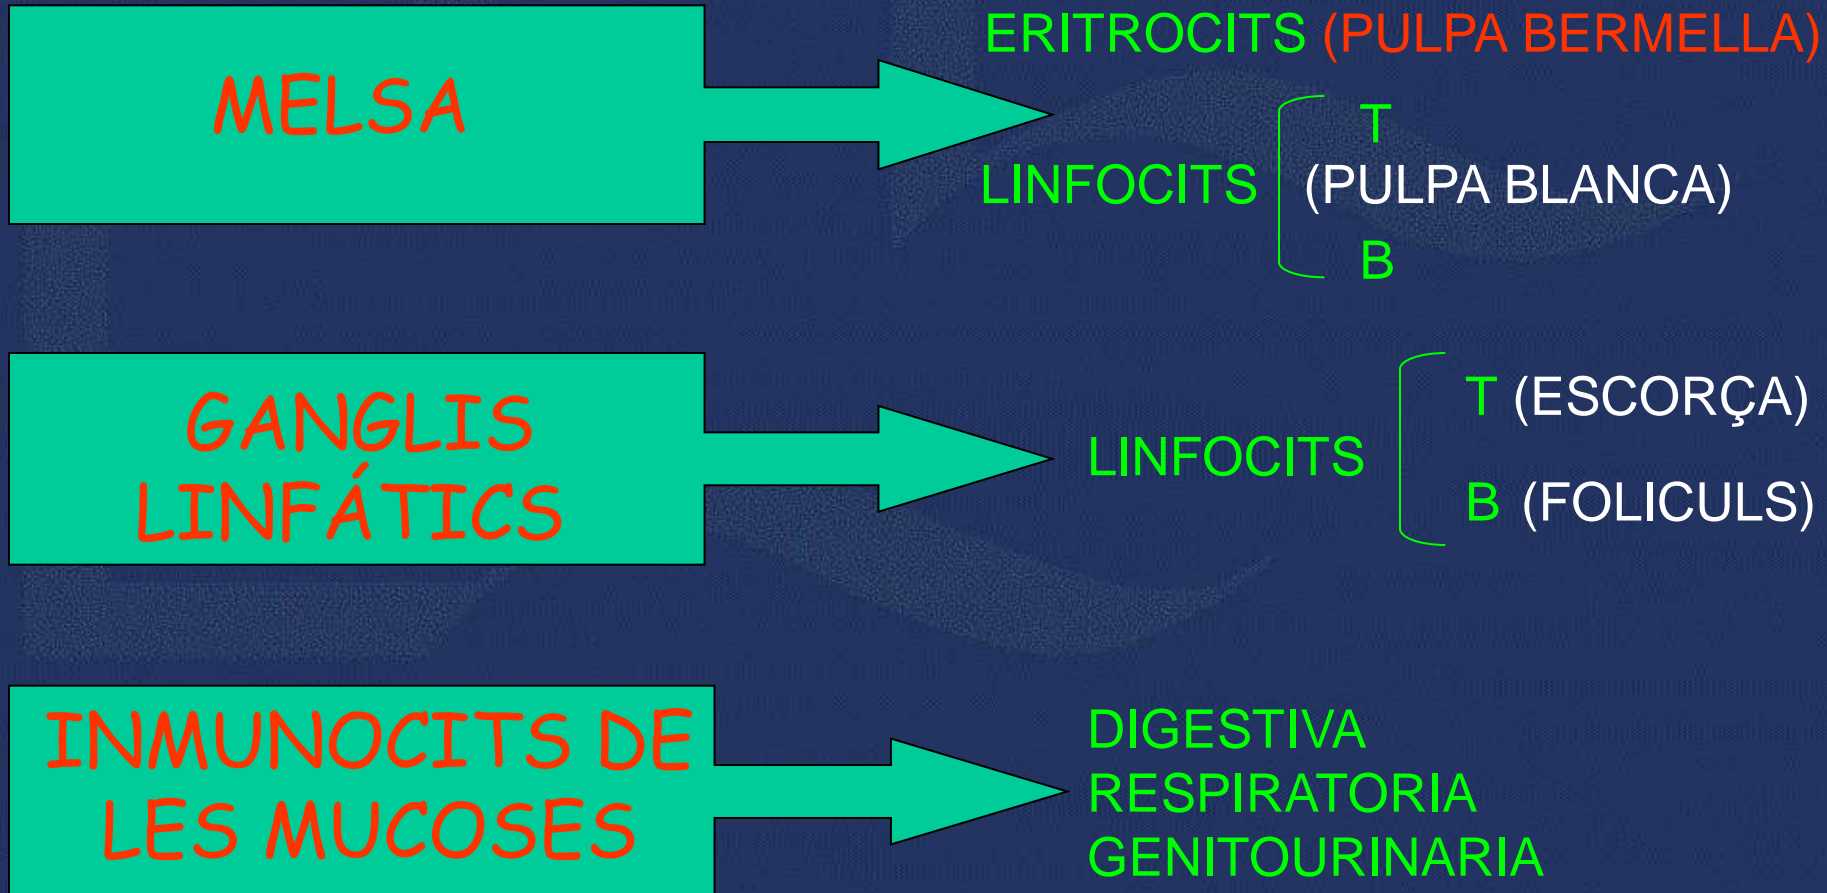 MELSA
ERITROCITS (PULPA BERMELLA)
T
LINFOCITS (PULPA BLANCA)
B
GANGLIS
LINFÁTICS
T (ESCORÇA)
LINFOCITS
B (FOLICULS)
INMUNOCITS DE
LES MUCOSES
DIGESTIVA
RESPIRATORIA
GENITOURINARIA